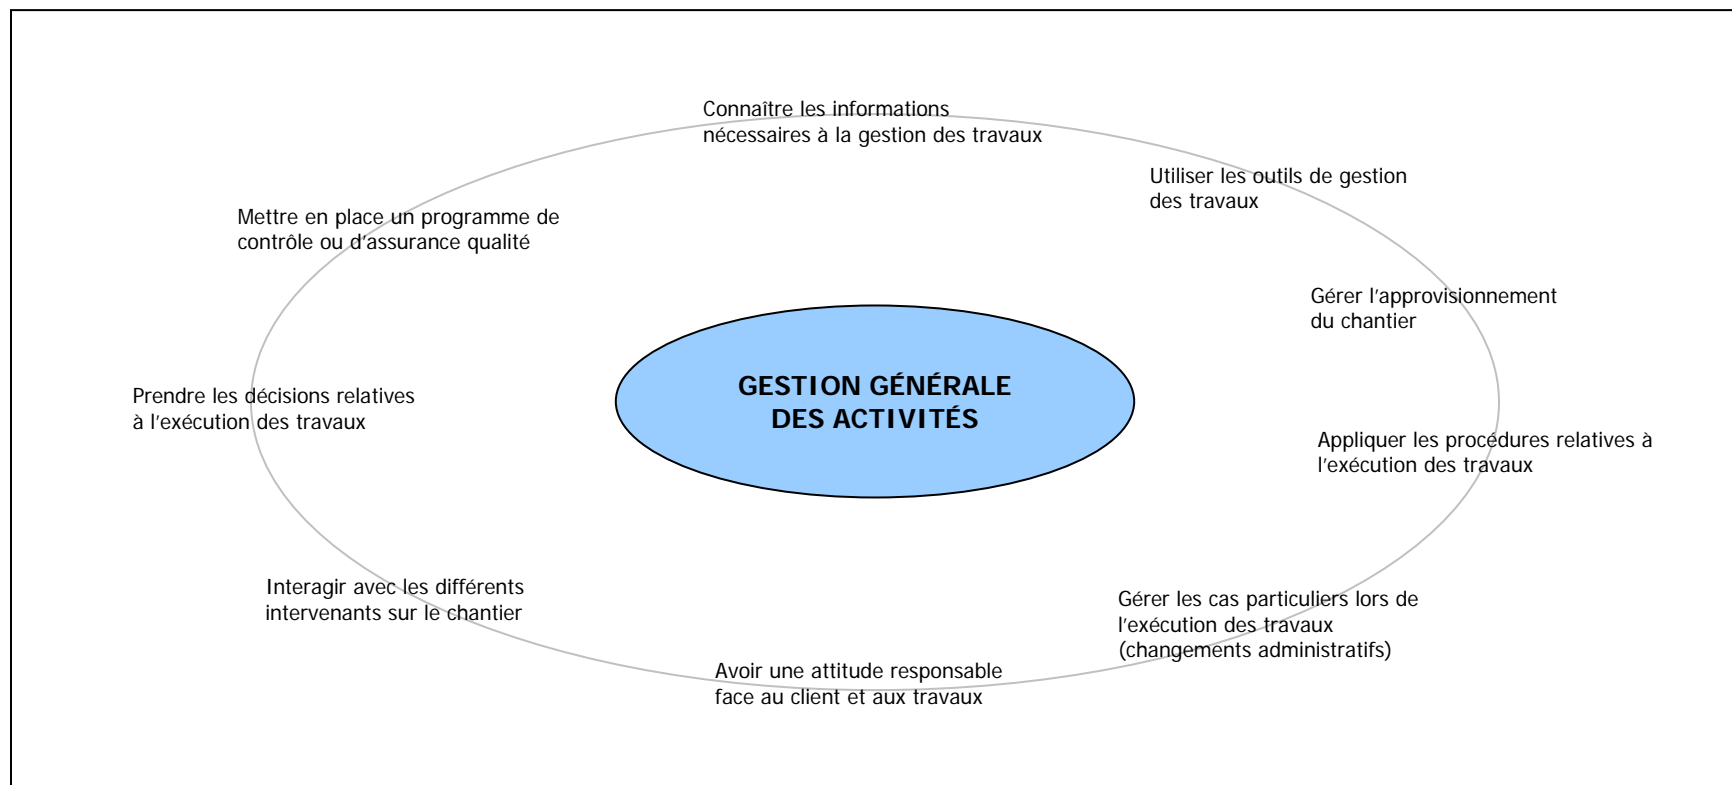 Connaître les informations
nécessaires à la gestion des travaux
Utiliser les outils de gestion
des travaux
Mettre en place un programme de
contrôle ou d'assurance qualité
Gérer l'approvisionnement
du chantier
GESTION GÉNÉRALE
DES ACTIVITÉS
Prendre les décisions relatives
à l'exécution des travaux
Appliquer les procédures relatives à
l'exécution des travaux
Interagir avec les différents
intervenants sur le chantier
Gérer les cas particuliers lors de
l'exécution des travaux
(changements administratifs)
Avoir une attitude responsable
face au client et aux travaux